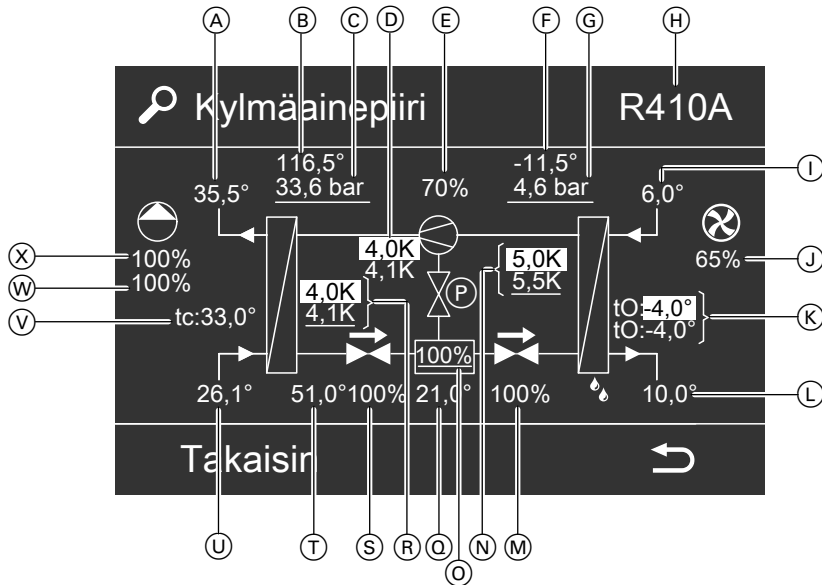 A B C D E F G H
Kylmäainepiiri R410A
116,5° -11,5°
35,5° 33,6 bar 70% 4,6 bar 6,0° I
4,0K
4,1K
5,0K
5,5K
X 100% 65% J
W 100%
P
V tc:33,0° 4,0K
4,1K
tO:-4,0° K
tO:-4,0°
100%
26,1° 51,0° 100% 21,0° 100% 10,0° L
Takaisin
U T S R Q O N M